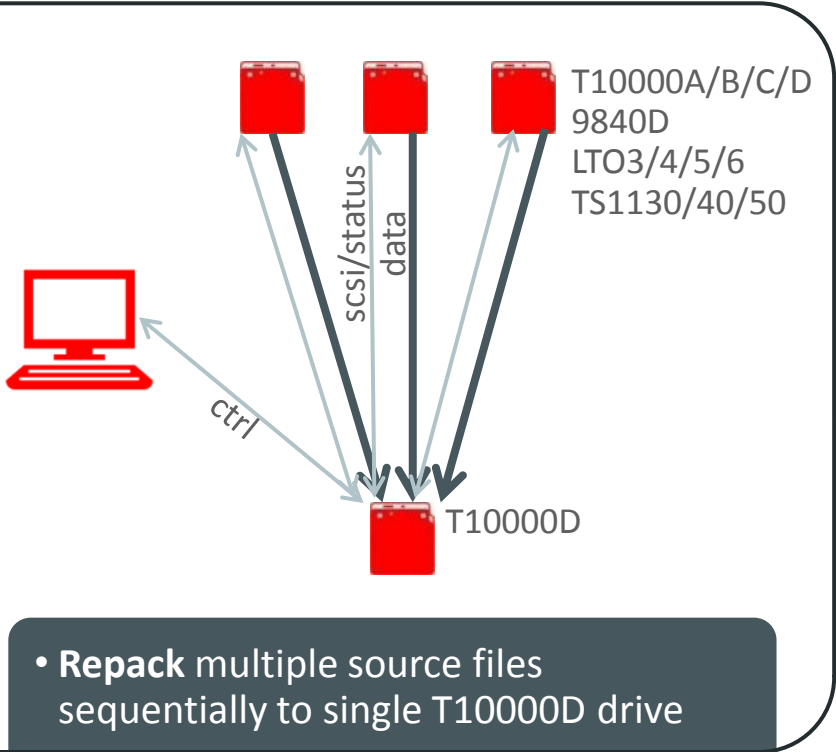 T10000A/B/C/D
9840D
LTO3/4/5/6
TS1130/40/50
scsi/status
data
ctrl
T10000D
• Repack multiple source files
sequentially to single T10000D drive